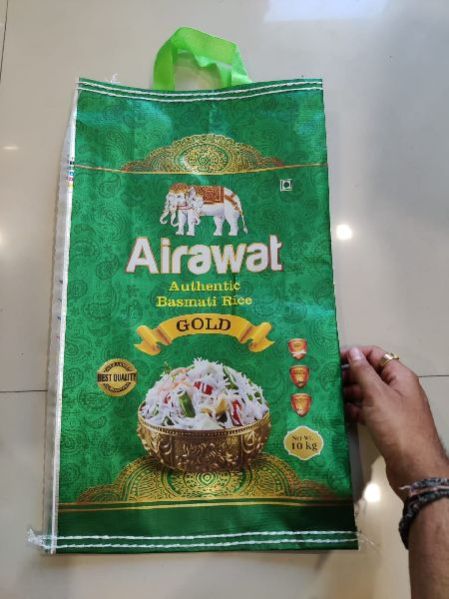 Airawat
Authentic
Basmati Rice
GOLD
BEST QUALITY
Net Wt.
10 kg